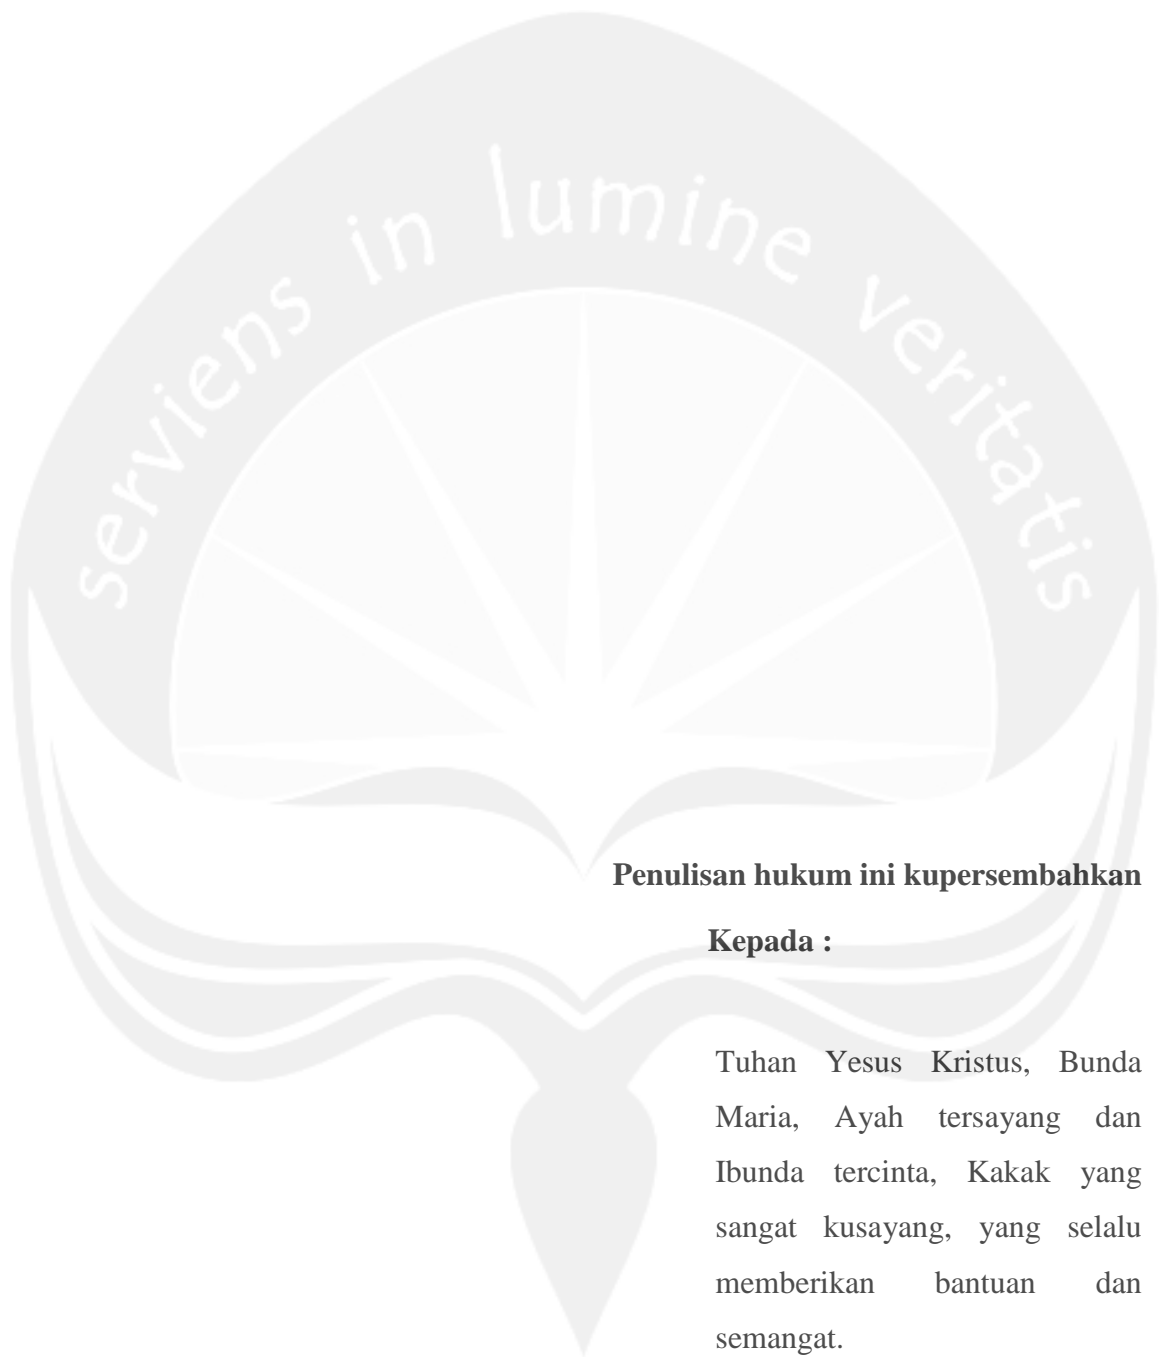 serviens in lumine veritatis
Penulisan hukum ini kupersembahkan
Kepada :
Tuhan Yesus Kristus, Bunda
Maria, Ayah tersayang dan
Ibunda tercinta, Kakak yang
sangat kusayang, yang selalu
memberikan bantuan dan
semangat.